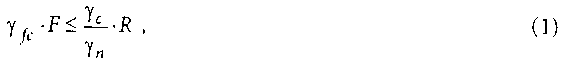 γ_fc · F ≤ γ_c/γ_n · R , (1)